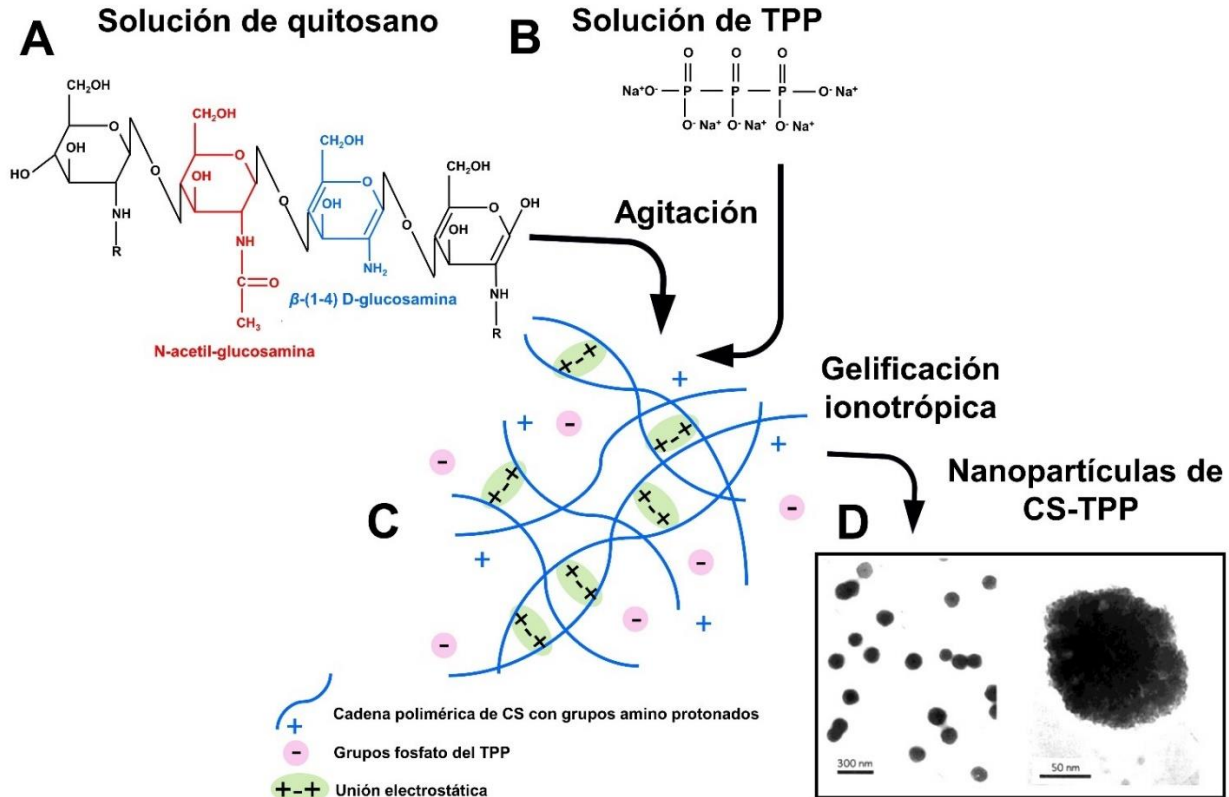 A
Solución de quitosano
B
Solución de TPP
O O O
Na⁺O⁻ P P P O⁻ Na⁺
O⁻ Na⁺ O⁻ Na⁺ O⁻ Na⁺
CH₂OH
O
OH
HO
NH
R
O
CH₂OH
O
OH
NH
C=O
CH₃
N-acetil-glucosamina
O
CH₂OH
O
OH
NH₂
β-(1-4) D-glucosamina
O
CH₂OH
O
OH
OH
NH
R
Agitación
Gelificación
ionotrópica
Nanopartículas de
CS-TPP
C
D
300 nm
50 nm
+ Cadena polimérica de CS con grupos amino protonados
- Grupos fosfato del TPP
+-+ Unión electrostática